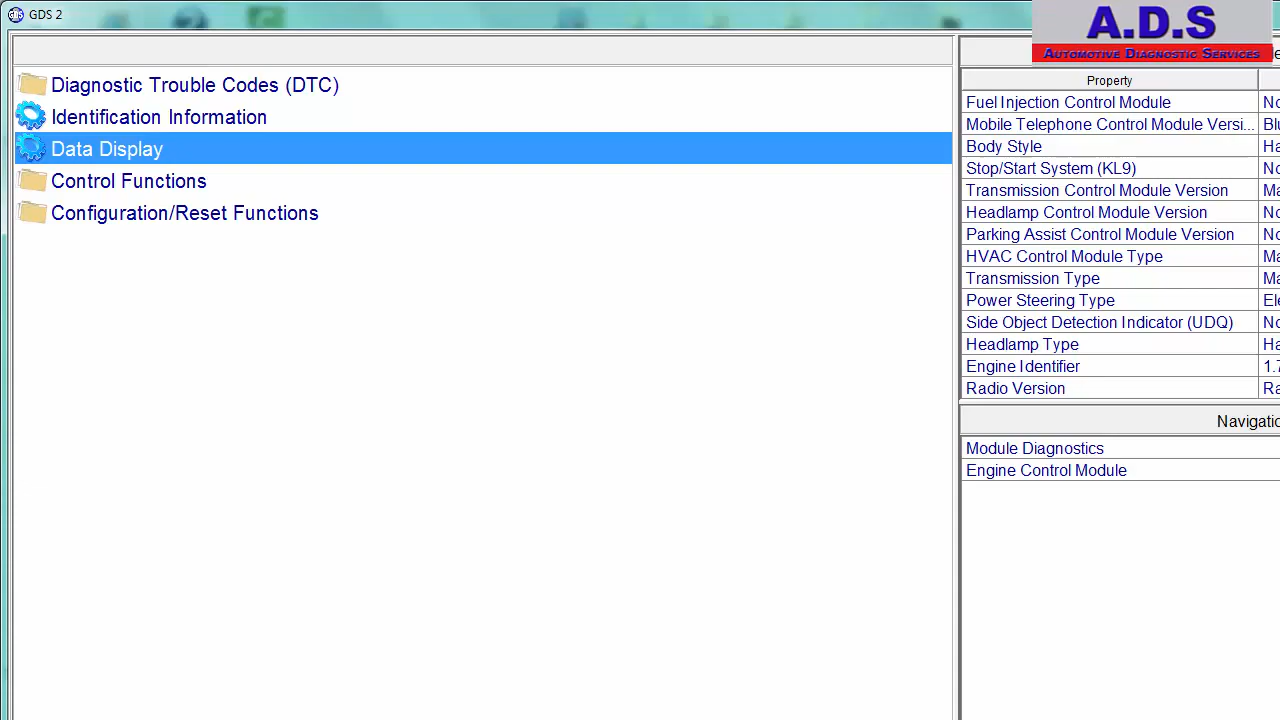 GDS 2
A.D.S
Automotive Diagnostic Services
Diagnostic Trouble Codes (DTC)
Identification Information
Data Display
Control Functions
Configuration/Reset Functions
Property
Fuel Injection Control Module
Mobile Telephone Control Module Versi...
Body Style
Stop/Start System (KL9)
Transmission Control Module Version
Headlamp Control Module Version
Parking Assist Control Module Version
HVAC Control Module Type
Transmission Type
Power Steering Type
Side Object Detection Indicator (UDQ)
Headlamp Type
Engine Identifier
Radio Version
Module Diagnostics
Engine Control Module